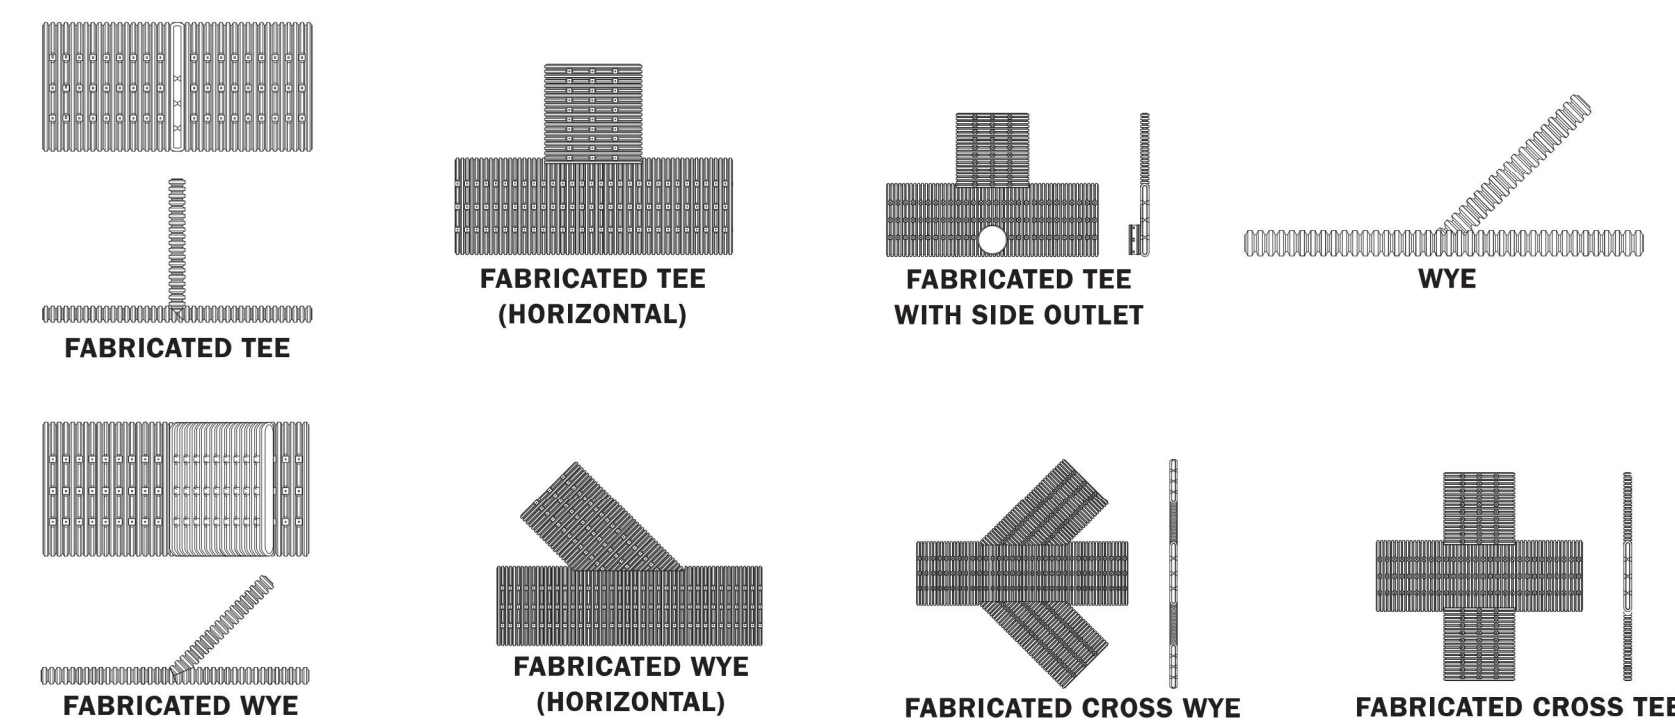 FABRICATED TEE
(HORIZONTAL)
FABRICATED TEE
WITH SIDE OUTLET
WYE
FABRICATED TEE
FABRICATED WYE
FABRICATED WYE
(HORIZONTAL)
FABRICATED CROSS WYE
FABRICATED CROSS TEE